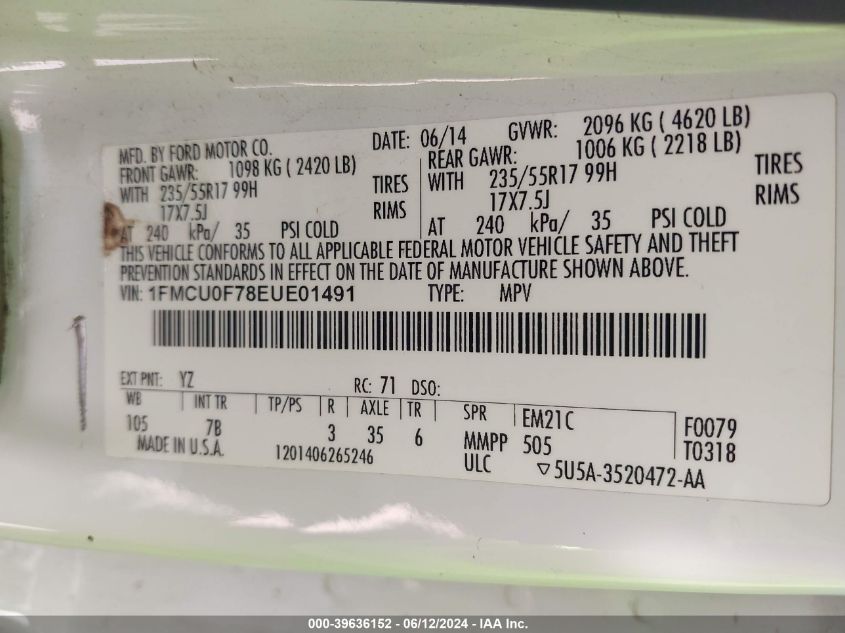 MFD. BY FORD MOTOR CO. DATE: 06/14 GVWR: 2096 KG ( 4620 LB)
FRONT GAWR: 1098 KG ( 2420 LB) REAR GAWR: 1006 KG ( 2218 LB)
WITH 235/55R17 99H TIRES WITH 235/55R17 99H TIRES
17X7.5J RIMS 17X7.5J RIMS
AT 240 kPa/ 35 PSI COLD AT 240 kPa/ 35 PSI COLD
THIS VEHICLE CONFORMS TO ALL APPLICABLE FEDERAL MOTOR VEHICLE SAFETY AND THEFT
PREVENTION STANDARDS IN EFFECT ON THE DATE OF MANUFACTURE SHOWN ABOVE.
VIN: 1FMCU0F78EUE01491 TYPE: MPV
EXT PNT: YZ RC: 71 DSO:
WB INT TR TP/PS R AXLE TR SPR EM21C F0079
105 7B 3 35 6 MMPP 505 T0318
MADE IN U.S.A. 1201406265246 ULC ▽5U5A-3520472-AA
000-39636152 - 06/12/2024 - IAA Inc.